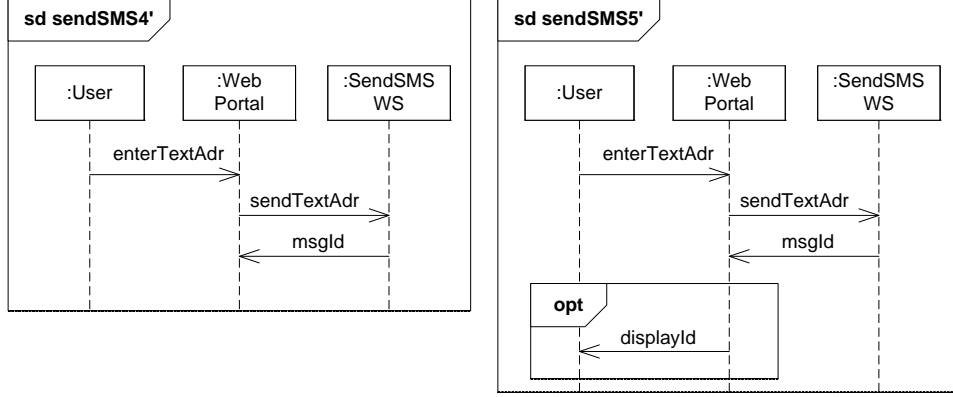 sd sendSMS4'
:User
:Web
Portal
:SendSMS
WS
enterTextAdr
sendTextAdr
msgId
sd sendSMS5'
:User
:Web
Portal
:SendSMS
WS
enterTextAdr
sendTextAdr
msgId
opt
displayId